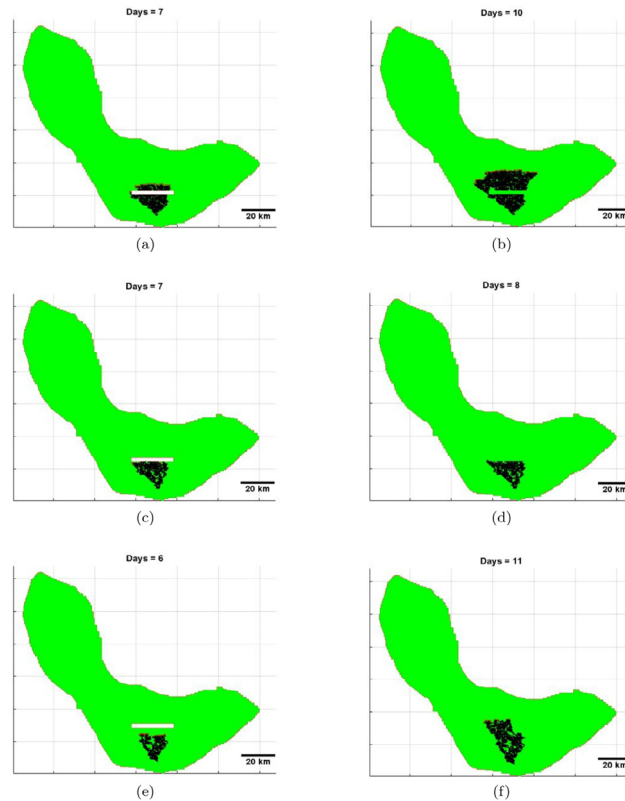 Days = 7
Days = 10
20 km
20 km
(a)
(b)
Days = 7
Days = 8
20 km
20 km
(c)
(d)
Days = 6
Days = 11
20 km
20 km
(e)
(f)